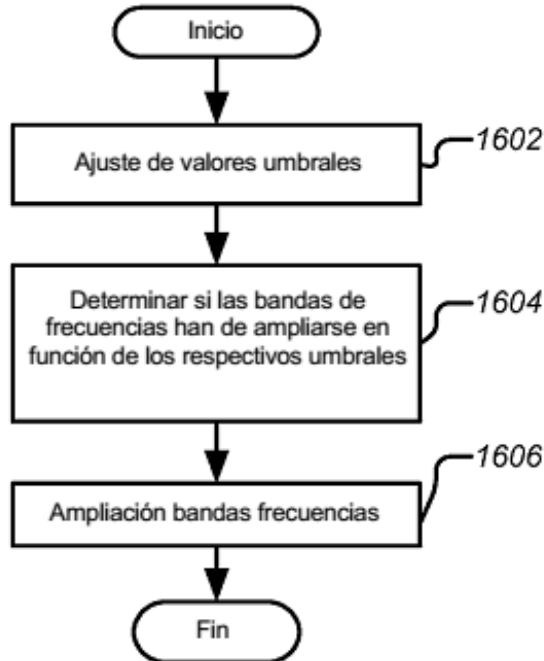 Inicio
Ajuste de valores umbrales
1602
Determinar si las bandas de
frecuencias han de ampliarse en
función de los respectivos umbrales
1604
Ampliación bandas frecuencias
1606
Fin